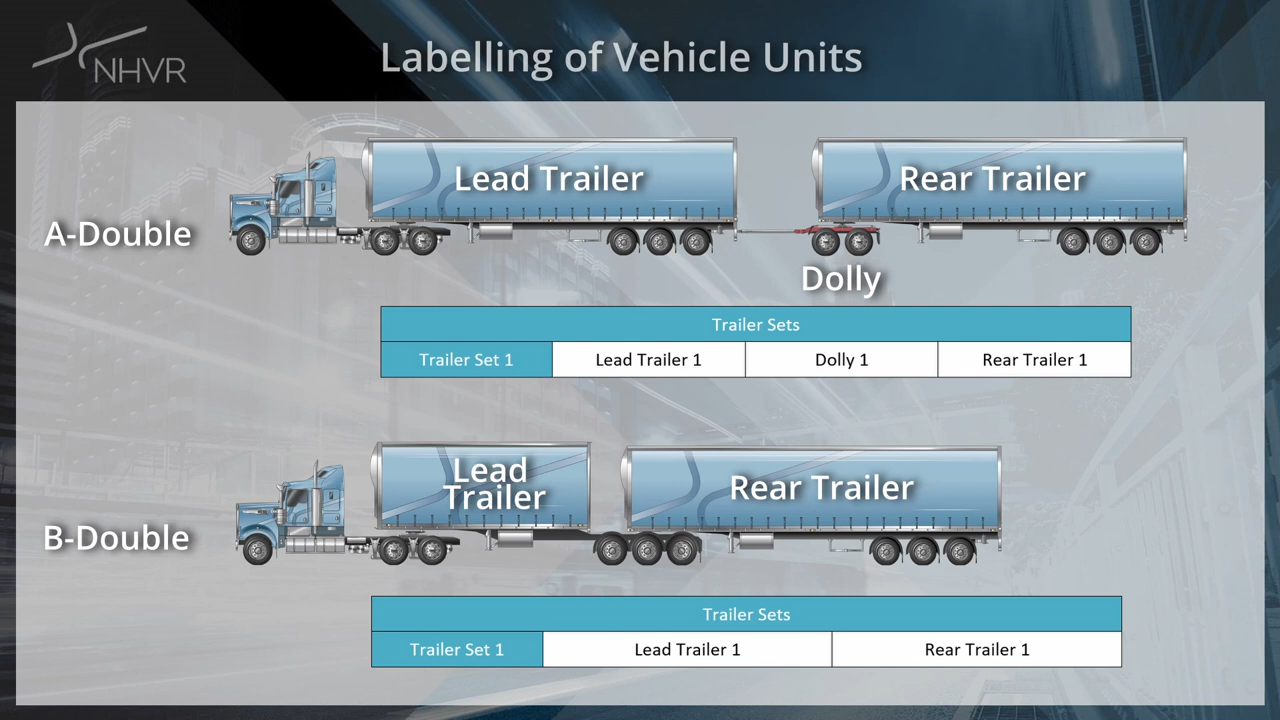 NHVR
Labelling of Vehicle Units
Lead Trailer
Rear Trailer
A-Double
Dolly
Trailer Sets
Trailer Set 1
Lead Trailer 1
Dolly 1
Rear Trailer 1
Lead
Trailer
Rear Trailer
B-Double
Trailer Sets
Trailer Set 1
Lead Trailer 1
Rear Trailer 1